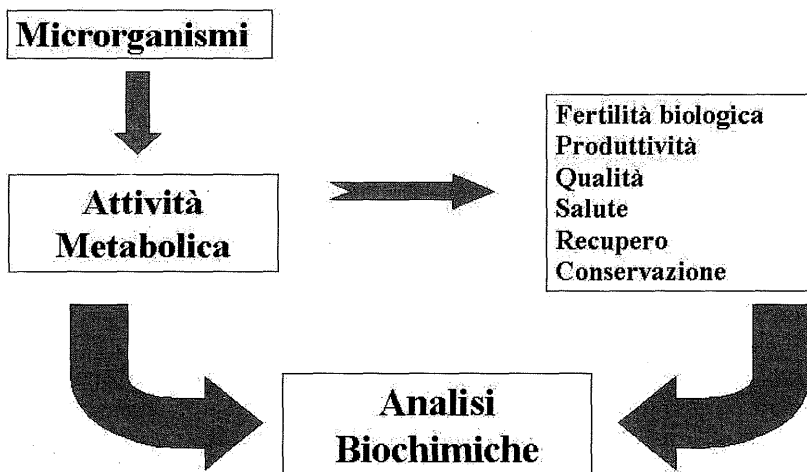 Microrganismi
Attività
Metabolica
Fertilità biologica
Produttività
Qualità
Salute
Recupero
Conservazione
Analisi
Biochimiche